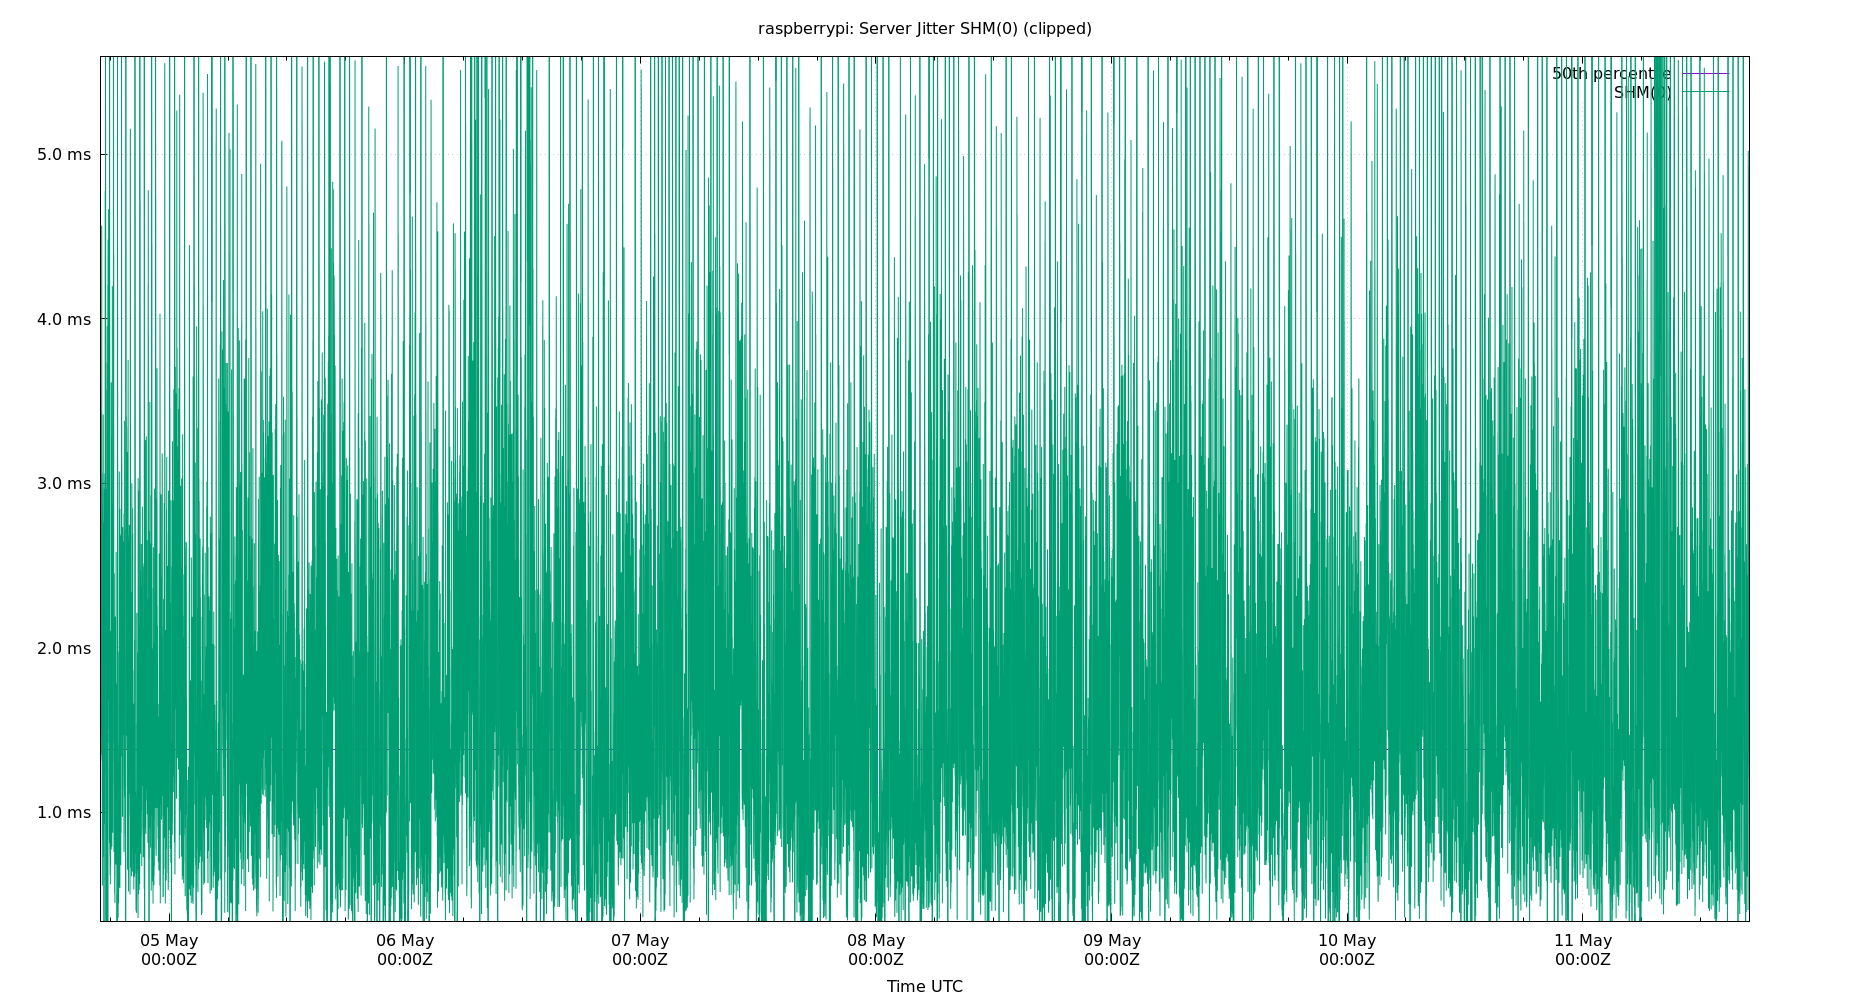 raspberrypi: Server Jitter SHM(0) (clipped)
50th percentile
SHM(0)
5.0 ms
4.0 ms
3.0 ms
2.0 ms
1.0 ms
05 May 06 May 07 May 08 May 09 May 10 May 11 May
00:00Z 00:00Z 00:00Z 00:00Z 00:00Z 00:00Z 00:00Z
Time UTC